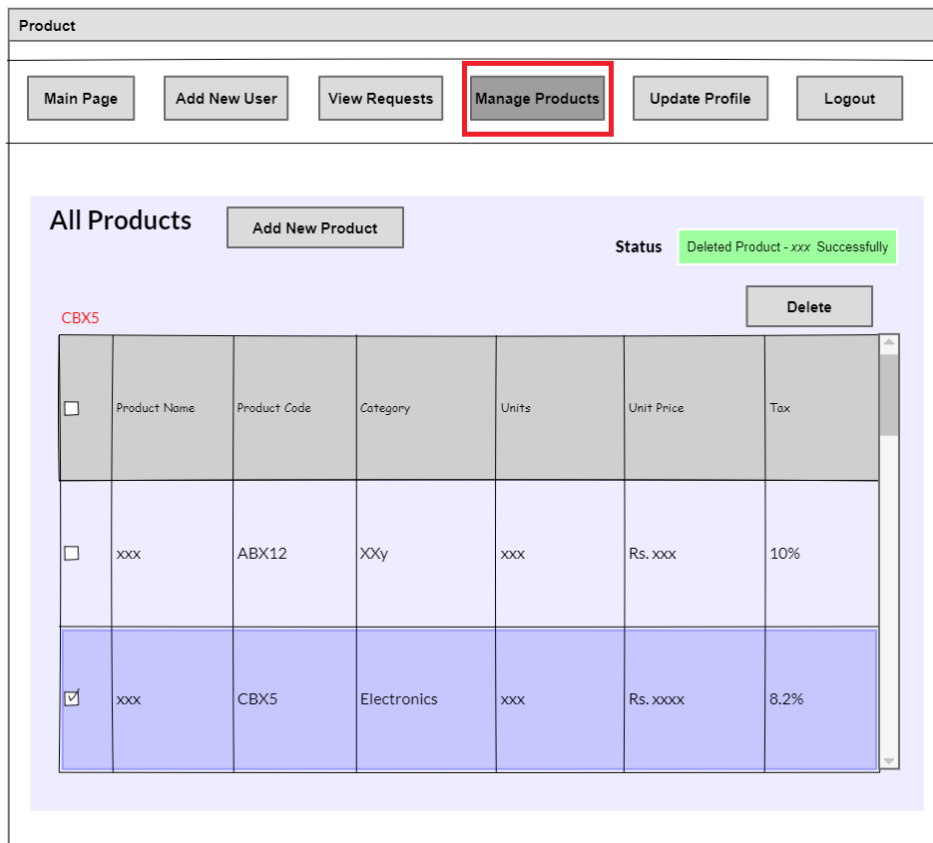 Product
Main Page Add New User View Requests Manage Products Update Profile Logout
All Products Add New Product
Status Deleted Product - xxx Successfully
Delete
CBX5
Product Name Product Code Category Units Unit Price Tax
xxx ABX12 XXy xxx Rs. xxx 10%
xxx CBX5 Electronics xxx Rs. xxxx 8.2%